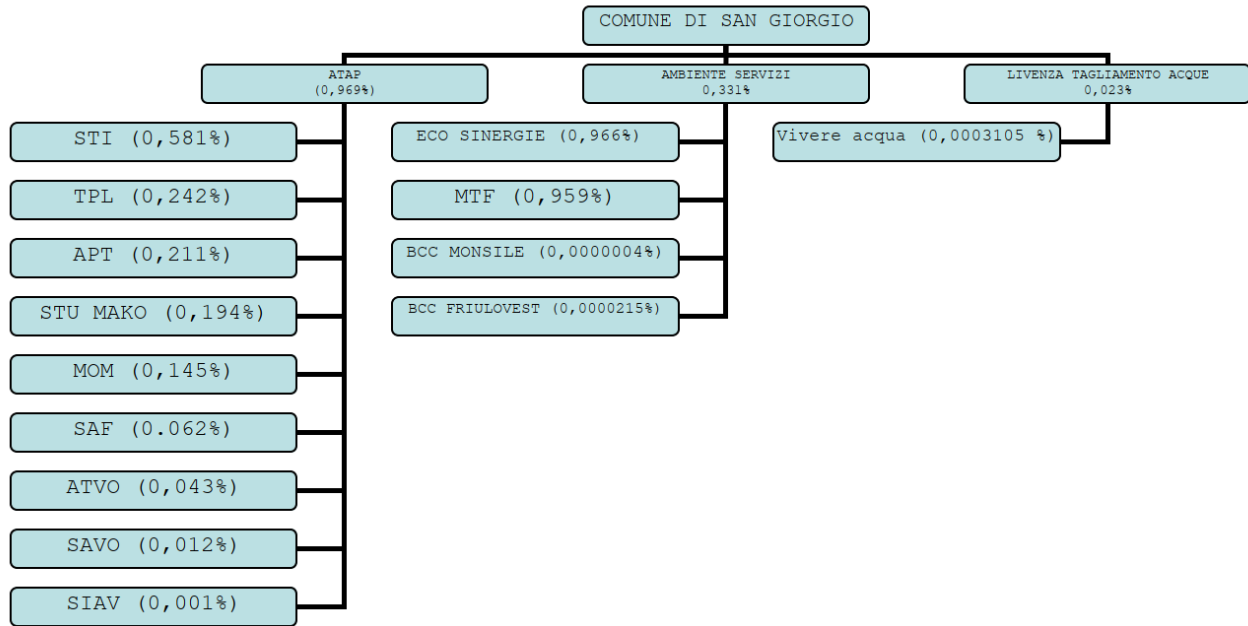 COMUNE DI SAN GIORGIO
ATAP
(0,969%)
AMBIENTE SERVIZI
0,331%
LIVENZA TAGLIAMENTO ACQUE
0,023%
STI (0,581%)
ECO SINERGIE (0,966%)
Vivere acqua (0,0003105 %)
TPL (0,242%)
MTF (0,959%)
APT (0,211%)
BCC MONSILE (0,0000004%)
STU MAKO (0,194%)
BCC FRIULOVEST (0,0000215%)
MOM (0,145%)
SAF (0.062%)
ATVO (0,043%)
SAVO (0,012%)
SIAV (0,001%)